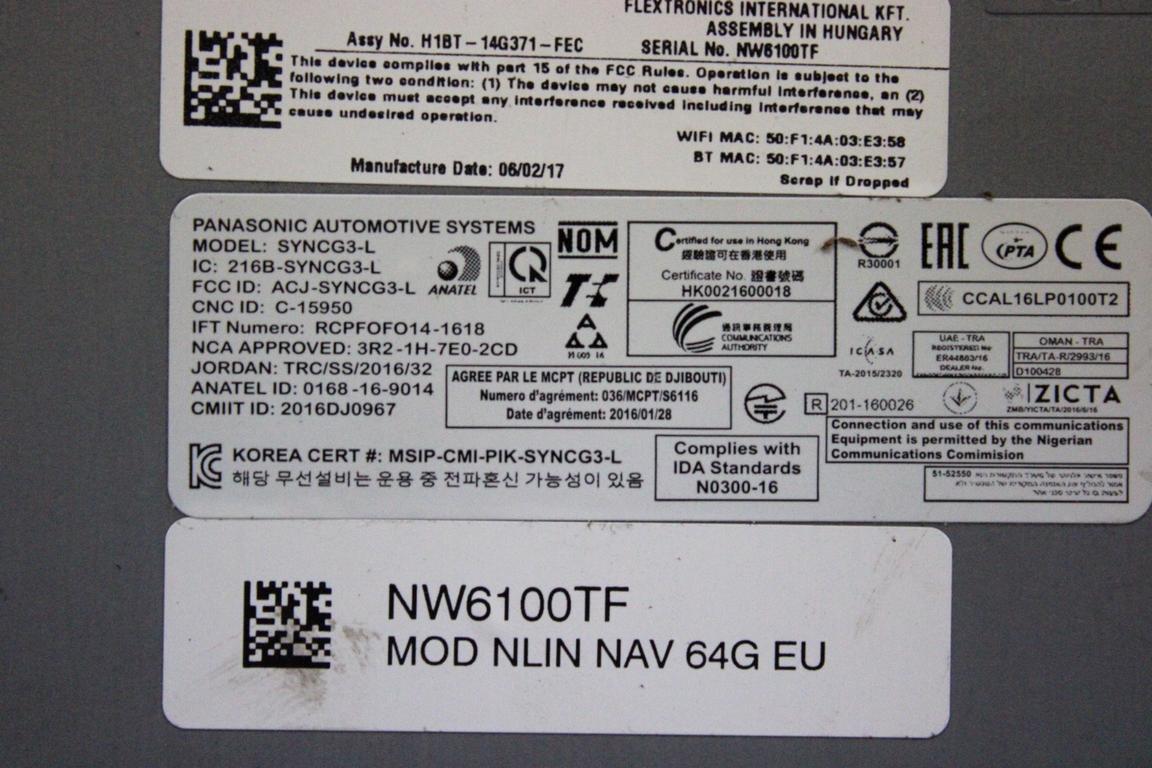 FLEXTRONICS INTERNATIONAL KFT.
ASSEMBLY IN HUNGARY
Assy No. H1BT-14G371-FEC
SERIAL No. NW6100TF
This device complies with part 15 of the FCC Rules. Operation is subject to the
following two condition: (1) The device may not cause harmful interference, an (2)
This device must accept any interference received including interference that may
cause undesired operation.
WIFI MAC: 50:F1:4A:03:E3:58
BT MAC: 50:F1:4A:03:E3:57
Manufacture Date: 06/02/17
Scrap if Dropped
PANASONIC AUTOMOTIVE SYSTEMS
MODEL: SYNCG3-L
IC: 216B-SYNCG3-L
FCC ID: ACJ-SYNCG3-L
CNC ID: C-15950
IFT Numero: RCPFOFO14-1618
NCA APPROVED: 3R2-1H-7E0-2CD
JORDAN: TRC/SS/2016/32
ANATEL ID: 0168-16-9014
CMIIT ID: 2016DJ0967
ANATEL
ICT
NOM
Certified for use in Hong Kong
經驗證可在香港使用
Certificate No. 證書號碼
HK0021600018
通訊事務管理局
COMMUNICATIONS
AUTHORITY
R30001
EAC
PTA
CE
CCAL16LP0100T2
ICASA
TA-2015/2320
UAE-TRA
REGISTERED No
ER44803/16
DEALER No.
OMAN-TRA
TRA/TA-R/2993/16
D100428
AGREE PAR LE MCPT (REPUBLIC DE DJIBOUTI)
Numero d'agrément: 036/MCPT/S6116
Date d'agrément: 2016/01/28
R 201-160026
ZICTA
ZMB/YICTA/TA/2016/6/16
Connection and use of this communications
Equipment is permitted by the Nigerian
Communications Commision
KOREA CERT #: MSIP-CMI-PIK-SYNCG3-L
해당 무선설비는 운용 중 전파혼신 가능성이 있음
Complies with
IDA Standards
N0300-16
51-52550
NW6100TF
MOD NLIN NAV 64G EU